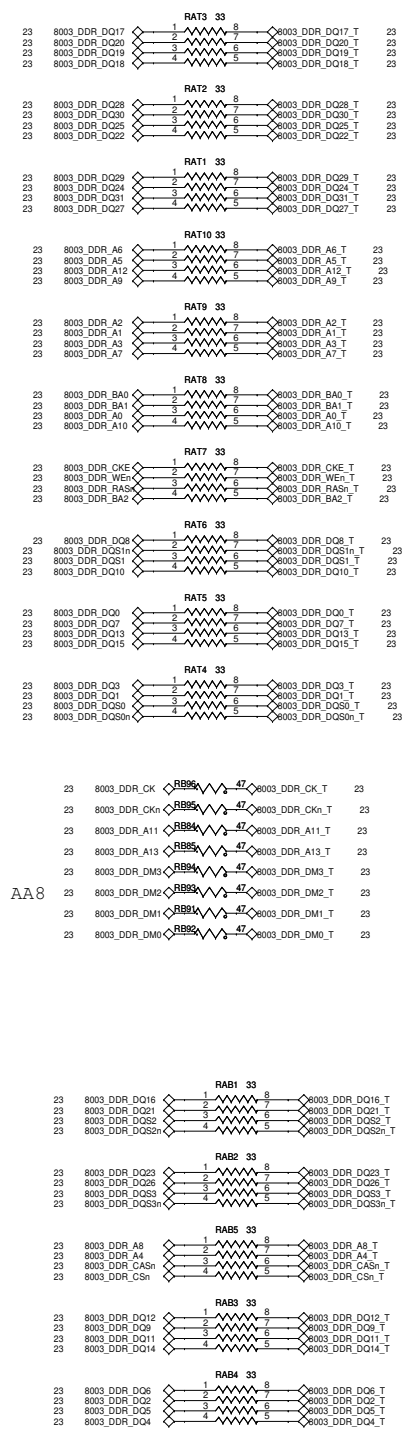 RAT3 33
23 8003_DDR_DQ17 1 8 8003_DDR_DQ17_T 23
23 8003_DDR_DQ20 2 7 8003_DDR_DQ20_T 23
23 8003_DDR_DQ19 3 6 8003_DDR_DQ19_T 23
23 8003_DDR_DQ18 4 5 8003_DDR_DQ18_T 23
RAT2 33
23 8003_DDR_DQ28 1 8 8003_DDR_DQ28_T 23
23 8003_DDR_DQ30 2 7 8003_DDR_DQ30_T 23
23 8003_DDR_DQ25 3 6 8003_DDR_DQ25_T 23
23 8003_DDR_DQ22 4 5 8003_DDR_DQ22_T 23
RAT1 33
23 8003_DDR_DQ29 1 8 8003_DDR_DQ29_T 23
23 8003_DDR_DQ24 2 7 8003_DDR_DQ24_T 23
23 8003_DDR_DQ31 3 6 8003_DDR_DQ31_T 23
23 8003_DDR_DQ27 4 5 8003_DDR_DQ27_T 23
RAT10 33
23 8003_DDR_A6 1 8 8003_DDR_A6_T 23
23 8003_DDR_A5 2 7 8003_DDR_A5_T 23
23 8003_DDR_A12 3 6 8003_DDR_A12_T 23
23 8003_DDR_A9 4 5 8003_DDR_A9_T 23
RAT9 33
23 8003_DDR_A2 1 8 8003_DDR_A2_T 23
23 8003_DDR_A1 2 7 8003_DDR_A1_T 23
23 8003_DDR_A3 3 6 8003_DDR_A3_T 23
23 8003_DDR_A7 4 5 8003_DDR_A7_T 23
RAT8 33
23 8003_DDR_BA0 1 8 8003_DDR_BA0_T 23
23 8003_DDR_BA1 2 7 8003_DDR_BA1_T 23
23 8003_DDR_A0 3 6 8003_DDR_A0_T 23
23 8003_DDR_A10 4 5 8003_DDR_A10_T 23
RAT7 33
23 8003_DDR_CKE 1 8 8003_DDR_CKE_T 23
23 8003_DDR_WEn 2 7 8003_DDR_WEn_T 23
23 8003_DDR_RASn 3 6 8003_DDR_RASn_T 23
23 8003_DDR_BA2 4 5 8003_DDR_BA2_T 23
RAT6 33
23 8003_DDR_DQ8 1 8 8003_DDR_DQ8_T 23
23 8003_DDR_DQS1n 2 7 8003_DDR_DQS1n_T 23
23 8003_DDR_DQS1 3 6 8003_DDR_DQS1_T 23
23 8003_DDR_DQ10 4 5 8003_DDR_DQ10_T 23
RAT5 33
23 8003_DDR_DQ0 1 8 8003_DDR_DQ0_T 23
23 8003_DDR_DQ7 2 7 8003_DDR_DQ7_T 23
23 8003_DDR_DQ13 3 6 8003_DDR_DQ13_T 23
23 8003_DDR_DQ15 4 5 8003_DDR_DQ15_T 23
RAT4 33
23 8003_DDR_DQ3 1 8 8003_DDR_DQ3_T 23
23 8003_DDR_DQ1 2 7 8003_DDR_DQ1_T 23
23 8003_DDR_DQS0 3 6 8003_DDR_DQS0_T 23
23 8003_DDR_DQS0n 4 5 8003_DDR_DQS0n_T 23
23 8003_DDR_CK RB96 47 8003_DDR_CK_T 23
23 8003_DDR_CKn RB95 47 8003_DDR_CKn_T 23
23 8003_DDR_A11 RB84 47 8003_DDR_A11_T 23
23 8003_DDR_A13 RB85 47 8003_DDR_A13_T 23
23 8003_DDR_DM3 RB94 47 8003_DDR_DM3_T 23
AA8
23 8003_DDR_DM2 RB93 47 8003_DDR_DM2_T 23
23 8003_DDR_DM1 RB91 47 8003_DDR_DM1_T 23
23 8003_DDR_DM0 RB92 47 8003_DDR_DM0_T 23
RAB1 33
23 8003_DDR_DQ16 1 8 8003_DDR_DQ16_T
23 8003_DDR_DQ21 2 7 8003_DDR_DQ21_T
23 8003_DDR_DQS2 3 6 8003_DDR_DQS2_T
23 8003_DDR_DQS2n 4 5 8003_DDR_DQS2n_T
RAB2 33
23 8003_DDR_DQ23 1 8 8003_DDR_DQ23_T
23 8003_DDR_DQ26 2 7 8003_DDR_DQ26_T
23 8003_DDR_DQS3 3 6 8003_DDR_DQS3_T
23 8003_DDR_DQS3n 4 5 8003_DDR_DQS3n_T
RAB5 33
23 8003_DDR_A8 1 8 8003_DDR_A8_T
23 8003_DDR_A4 2 7 8003_DDR_A4_T
23 8003_DDR_CASn 3 6 8003_DDR_CASn_T
23 8003_DDR_CSn 4 5 8003_DDR_CSn_T
RAB3 33
23 8003_DDR_DQ12 1 8 8003_DDR_DQ12_T
23 8003_DDR_DQ9 2 7 8003_DDR_DQ9_T
23 8003_DDR_DQ11 3 6 8003_DDR_DQ11_T
23 8003_DDR_DQ14 4 5 8003_DDR_DQ14_T
RAB4 33
23 8003_DDR_DQ6 1 8 8003_DDR_DQ6_T
23 8003_DDR_DQ2 2 7 8003_DDR_DQ2_T
23 8003_DDR_DQ5 3 6 8003_DDR_DQ5_T
23 8003_DDR_DQ4 4 5 8003_DDR_DQ4_T